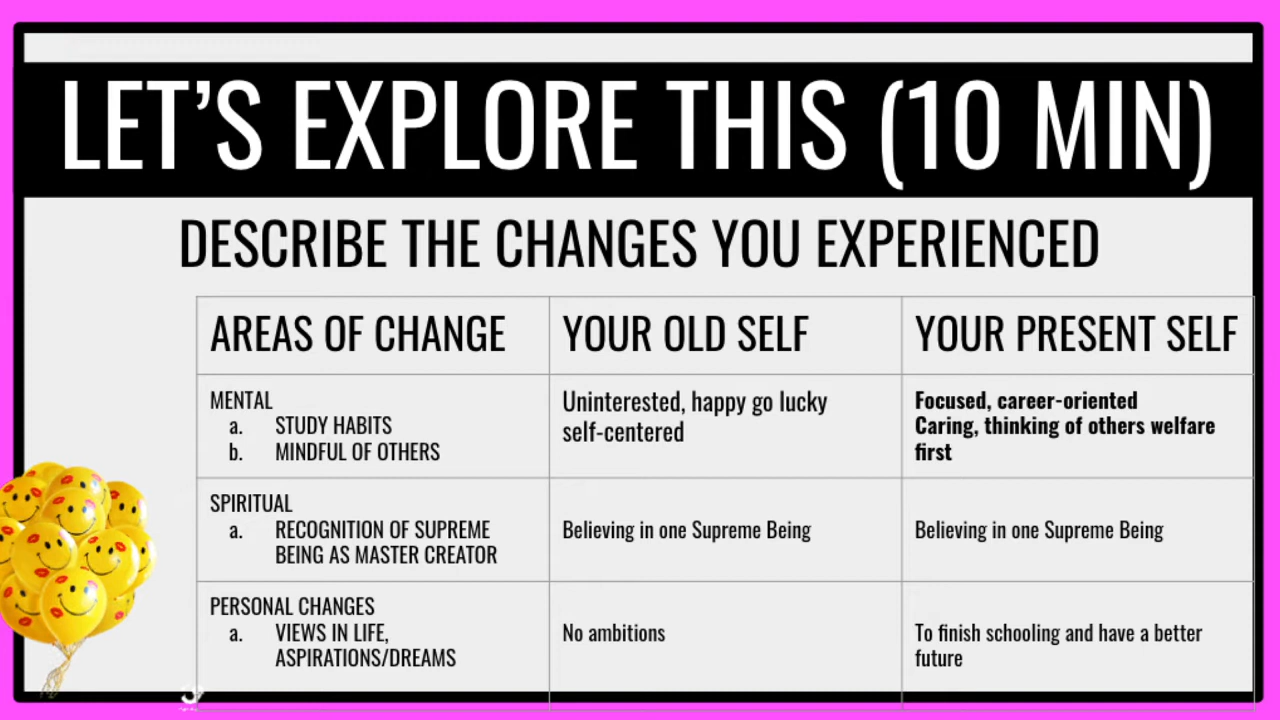 LET’S EXPLORE THIS (10 MIN)
DESCRIBE THE CHANGES YOU EXPERIENCED
AREAS OF CHANGE
YOUR OLD SELF
YOUR PRESENT SELF
MENTAL
a. STUDY HABITS
b. MINDFUL OF OTHERS
Uninterested, happy go lucky
self-centered
Focused, career-oriented
Caring, thinking of others welfare
first
SPIRITUAL
a. RECOGNITION OF SUPREME
BEING AS MASTER CREATOR
Believing in one Supreme Being
Believing in one Supreme Being
PERSONAL CHANGES
a. VIEWS IN LIFE,
ASPIRATIONS/DREAMS
No ambitions
To finish schooling and have a better
future